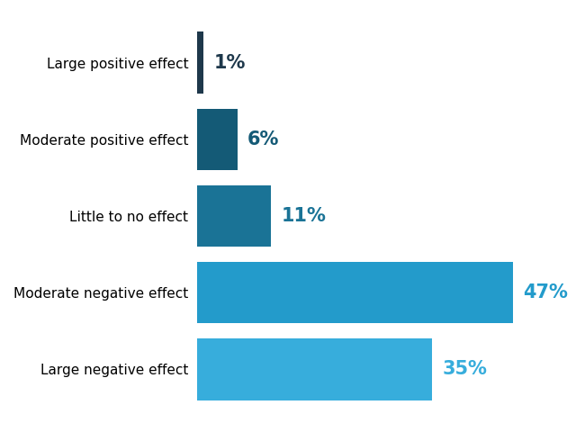 Large positive effect 1%
Moderate positive effect 6%
Little to no effect 11%
Moderate negative effect 47%
Large negative effect 35%